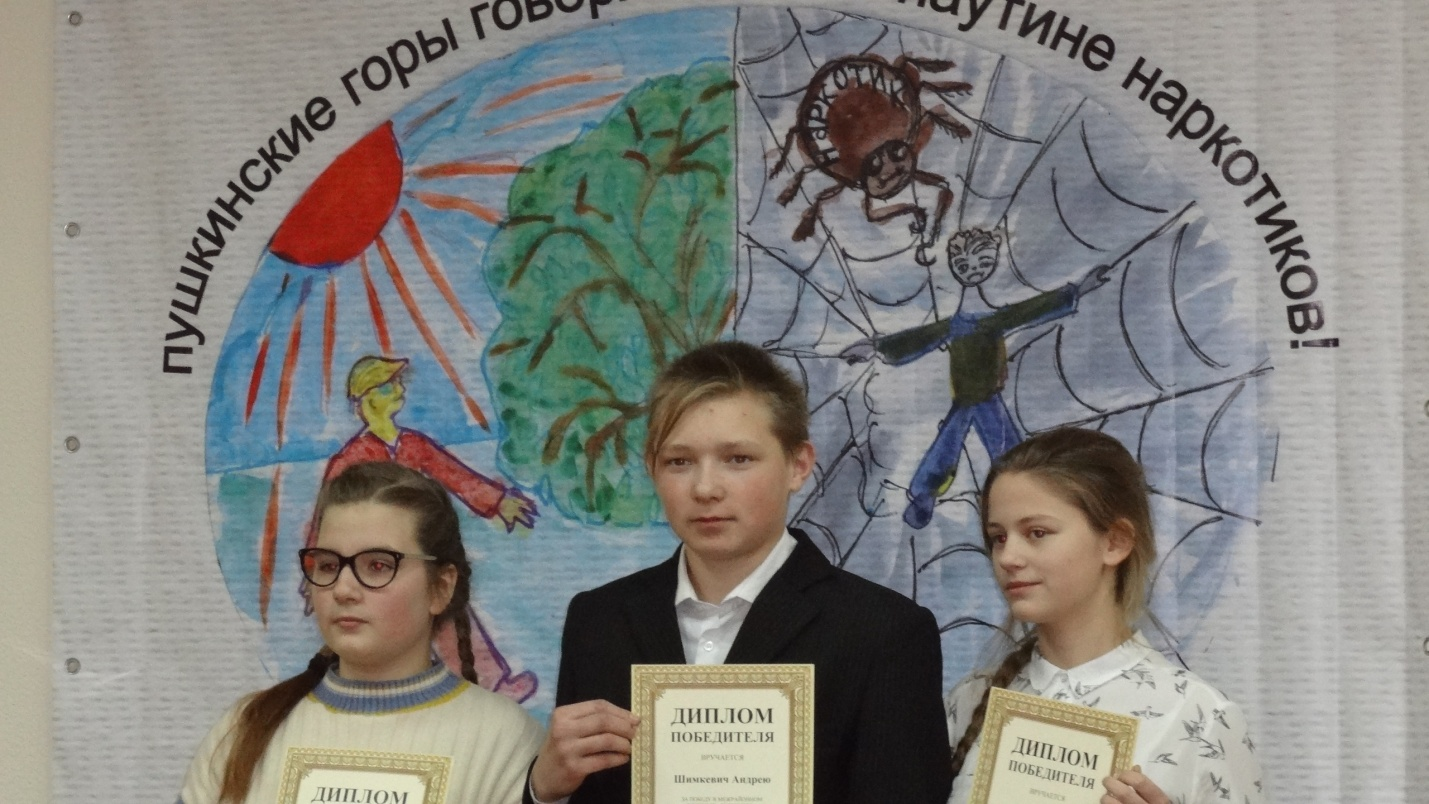 пушкинские горы паутине наркотиков!
НАРКОТИК
ДИПЛОМ
ДИПЛОМ
ПОБЕДИТЕЛЯ
ВРУЧАЕТСЯ
Шимкевич Андрею
ДИПЛОМ
ПОБЕДИТЕЛЯ
ВРУЧАЕТСЯ